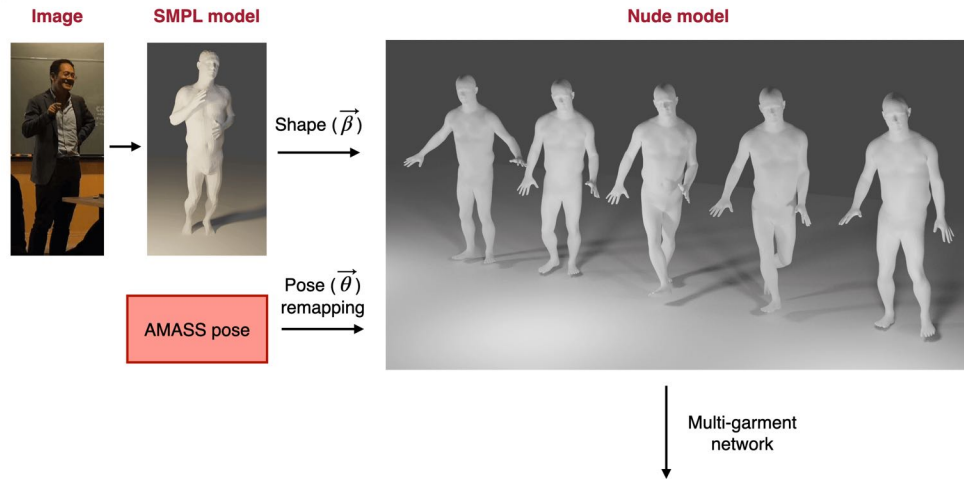 Image
SMPL model
Nude model
Shape (β⃗)
AMASS pose
Pose (θ⃗)
remapping
Multi-garment
network